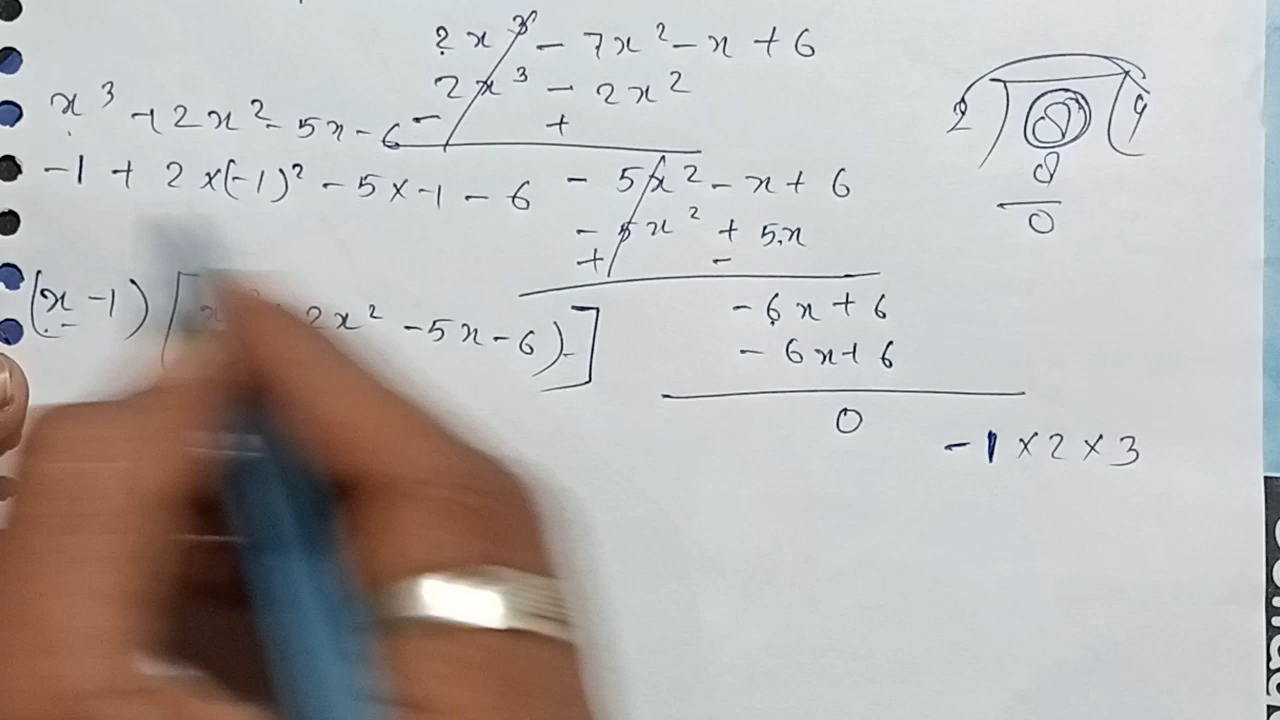 2x³ - 7x² - x + 6
2x³ - 2x²
- +
x³ + 2x² - 5x - 6
-1 + 2×(-1)² - 5×-1 - 6
- 5x² - x + 6
- 5x² + 5x
+ -
(x-1) [ 2x² - 5x - 6) ]
- 6x + 6
- 6x + 6
0
-1 × 2 × 3
2) 8 (4
8
0